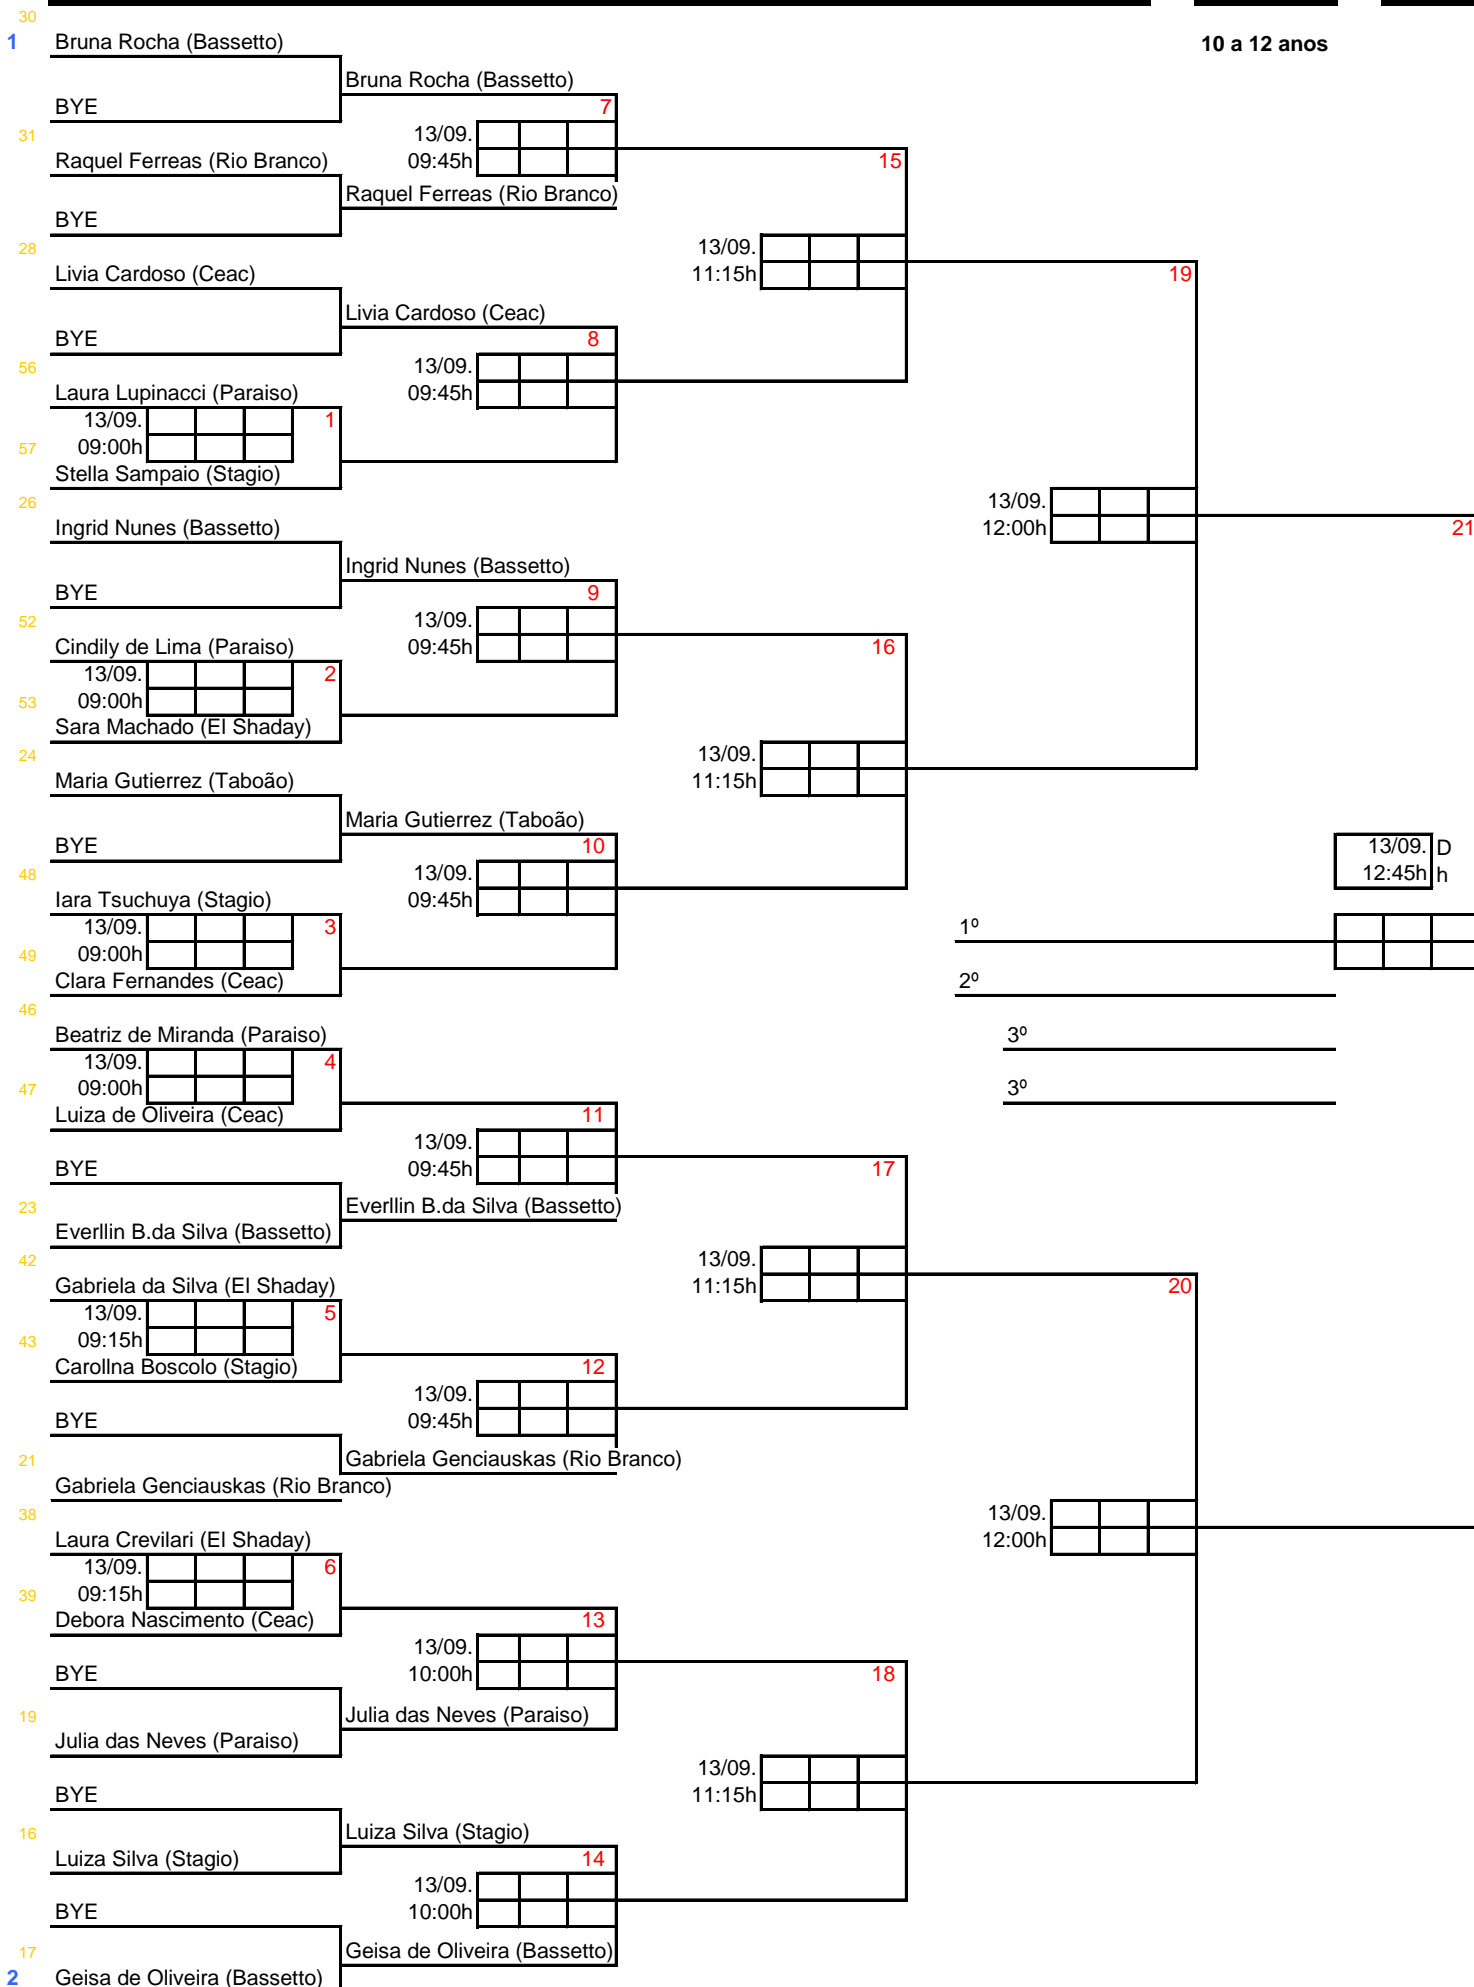 30
1 Bruna Rocha (Bassetto) 10 a 12 anos
Bruna Rocha (Bassetto)
BYE 7
31 13/09.
Raquel Ferreas (Rio Branco) 09:45h 15
Raquel Ferreas (Rio Branco)
BYE
28 13/09.
Livia Cardoso (Ceac) 11:15h 19
Livia Cardoso (Ceac)
BYE 8
56 13/09.
Laura Lupinacci (Paraiso) 09:45h
13/09. 1
57 09:00h
Stella Sampaio (Stagio)
26 13/09.
Ingrid Nunes (Bassetto) 12:00h 21
Ingrid Nunes (Bassetto)
BYE 9
52 13/09.
Cindily de Lima (Paraiso) 09:45h 16
13/09. 2
53 09:00h
Sara Machado (El Shaday)
24 13/09.
Maria Gutierrez (Taboão) 11:15h
Maria Gutierrez (Taboão)
BYE 10 13/09. D
48 13/09. 12:45h h
Iara Tsuchuya (Stagio) 09:45h
13/09. 3 1º
49 09:00h
Clara Fernandes (Ceac) 2º
46
Beatriz de Miranda (Paraiso) 3º
13/09. 4
47 09:00h 3º
Luiza de Oliveira (Ceac) 11
13/09.
BYE 09:45h 17
23 Everllin B.da Silva (Bassetto)
Everllin B.da Silva (Bassetto)
42 13/09.
Gabriela da Silva (El Shaday) 11:15h 20
13/09. 5
43 09:15h
Carollna Boscolo (Stagio) 12
13/09.
BYE 09:45h
21 Gabriela Genciauskas (Rio Branco)
Gabriela Genciauskas (Rio Branco)
38 13/09.
Laura Crevilari (El Shaday) 12:00h
13/09. 6
39 09:15h
Debora Nascimento (Ceac) 13
13/09.
BYE 10:00h 18
19 Julia das Neves (Paraiso)
Julia das Neves (Paraiso)
13/09.
BYE 11:15h
16 Luiza Silva (Stagio)
Luiza Silva (Stagio) 14
13/09.
BYE 10:00h
17 Geisa de Oliveira (Bassetto)
2 Geisa de Oliveira (Bassetto)